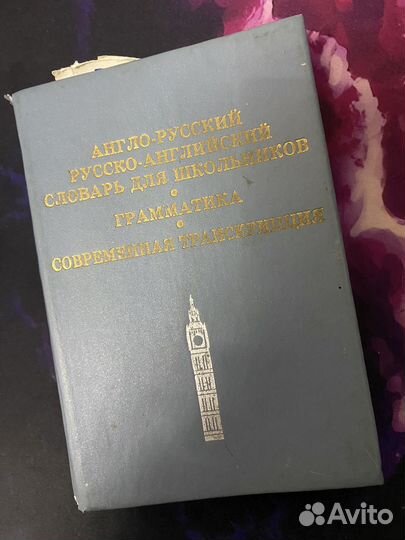 АНГЛО-РУССКИЙ
РУССКО-АНГЛИЙСКИЙ
СЛОВАРЬ ДЛЯ ШКОЛЬНИКОВ
•
ГРАММАТИКА
•
СОВРЕМЕННАЯ ТРАНСКРИПЦИЯ
Avito